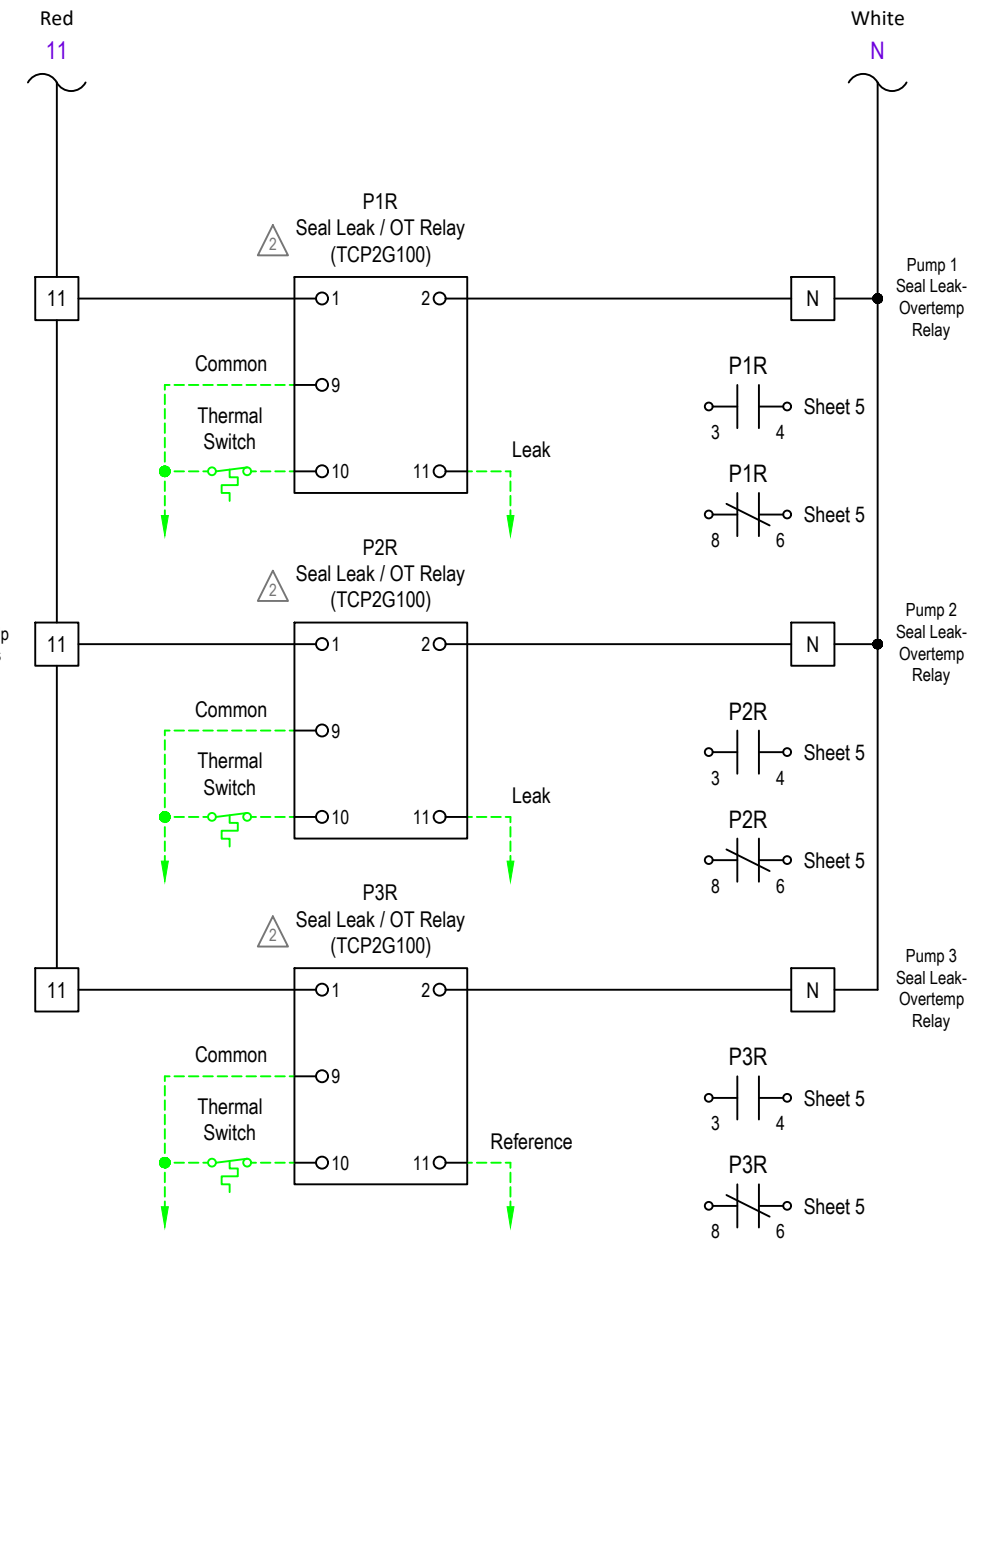 Red
White
11
N
P1R
Seal Leak / OT Relay
(TCP2G100)
2
Pump 1
Seal Leak-
Overtemp
Relay
11
1
2
N
Common
9
P1R
Sheet 5
3
4
Thermal
Switch
10
11
Leak
P1R
Sheet 5
8
6
P2R
Seal Leak / OT Relay
(TCP2G100)
2
Pump 2
Seal Leak-
Overtemp
Relay
p
11
1
2
N
Common
9
P2R
Sheet 5
3
4
Thermal
Switch
10
11
Leak
P2R
Sheet 5
8
6
P3R
Seal Leak / OT Relay
(TCP2G100)
2
Pump 3
Seal Leak-
Overtemp
Relay
11
1
2
N
Common
9
P3R
Sheet 5
3
4
Thermal
Switch
10
11
Reference
P3R
Sheet 5
8
6